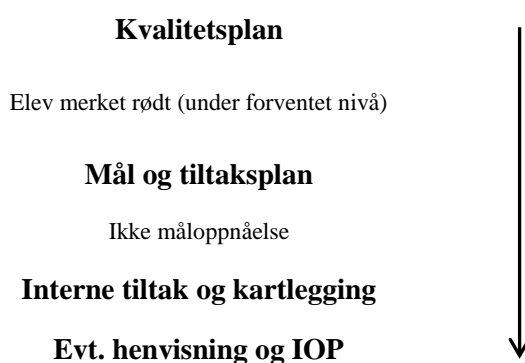 Kvalitetsplan
Elev merket rødt (under forventet nivå)
Mål og tiltaksplan
Ikke måloppnåelse
Interne tiltak og kartlegging
Evt. henvisning og IOP